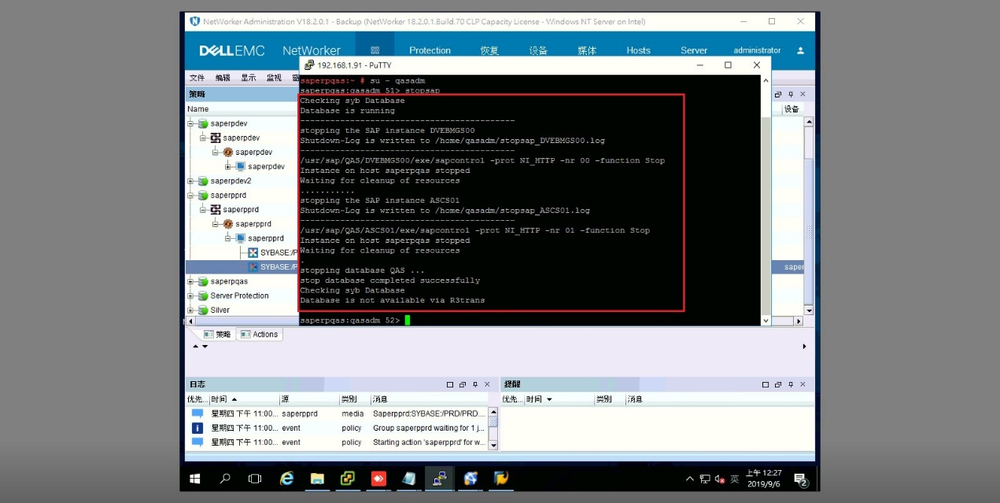 NetWorker Administration V18.2.0.1 - Backup (NetWorker 18.2.0.1.Build.70 CLP Capacity License - Windows NT Server on Intel)
DELLEMC NetWorker Protection 恢复 设备 媒体 Hosts Server administrator
192.168.1.91 - PuTTY
文件 编辑 显示 监视
策略
Name
设备
saperpdev
saperpdev
saperpdev
saperpdev
saperpdev2
saperpprd
saperpprd
saperpprd
saperpprd
SYBASE:/P
SYBASE:/P
saper
saperpqas
Server Protection
Silver
saperpqas:~ # su - qasadm
saperpqas:qasadm 51> stopsap
Checking syb Database
Database is running
-------------------------------------------
stopping the SAP instance DVEBMGS00
Shutdown-Log is written to /home/qasadm/stopsap_DVEBMGS00.log
-------------------------------------------
/usr/sap/QAS/DVEBMGS00/exe/sapcontrol -prot NI_HTTP -nr 00 -function Stop
Instance on host saperpqas stopped
Waiting for cleanup of resources
...........
stopping the SAP instance ASCS01
Shutdown-Log is written to /home/qasadm/stopsap_ASCS01.log
-------------------------------------------
/usr/sap/QAS/ASCS01/exe/sapcontrol -prot NI_HTTP -nr 01 -function Stop
Instance on host saperpqas stopped
Waiting for cleanup of resources
.
stopping database QAS ...
stop database completed successfully
Checking syb Database
Database is not available via R3trans
saperpqas:qasadm 52>
策略 Actions
日志
优先... 时间 源 类别 消息
星期四 下午 11:00... saperpprd media Saperpprd:SYBASE:/PRD/PRD....
星期四 下午 11:00... event policy Group saperpprd waiting for 1 j...
星期四 下午 11:00... event policy Starting action 'saperpprd' for w...
提醒
优先... 时间 类别 消息
英
上午 12:27
2019/9/6
2